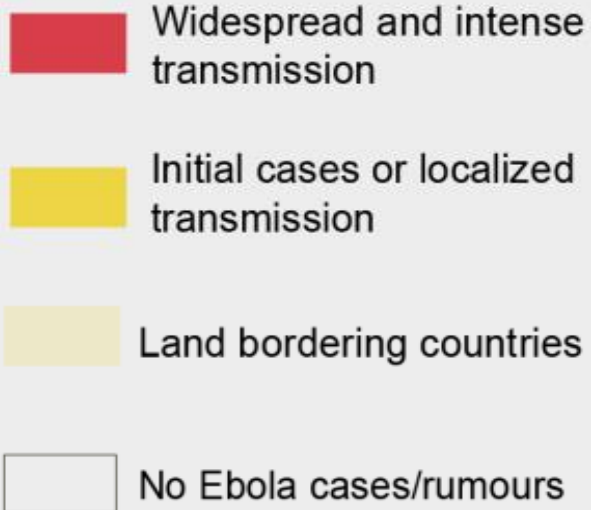 Widespread and intense
transmission
Initial cases or localized
transmission
Land bordering countries
No Ebola cases/rumours